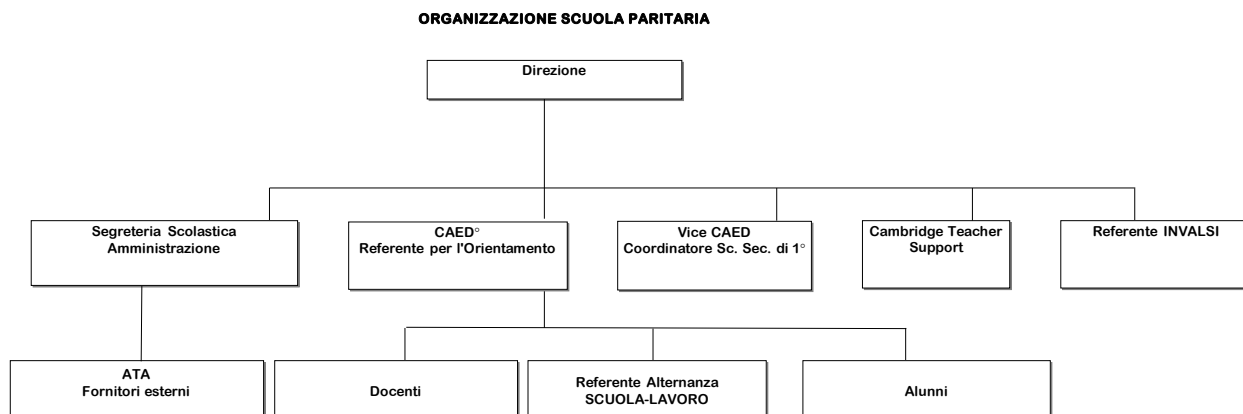 ORGANIZZAZIONE SCUOLA PARITARIA
Direzione
Segreteria Scolastica
Amministrazione
CAED°
Referente per l'Orientamento
Vice CAED
Coordinatore Sc. Sec. di 1°
Cambridge Teacher
Support
Referente INVALSI
ATA
Fornitori esterni
Docenti
Referente Alternanza
SCUOLA-LAVORO
Alunni